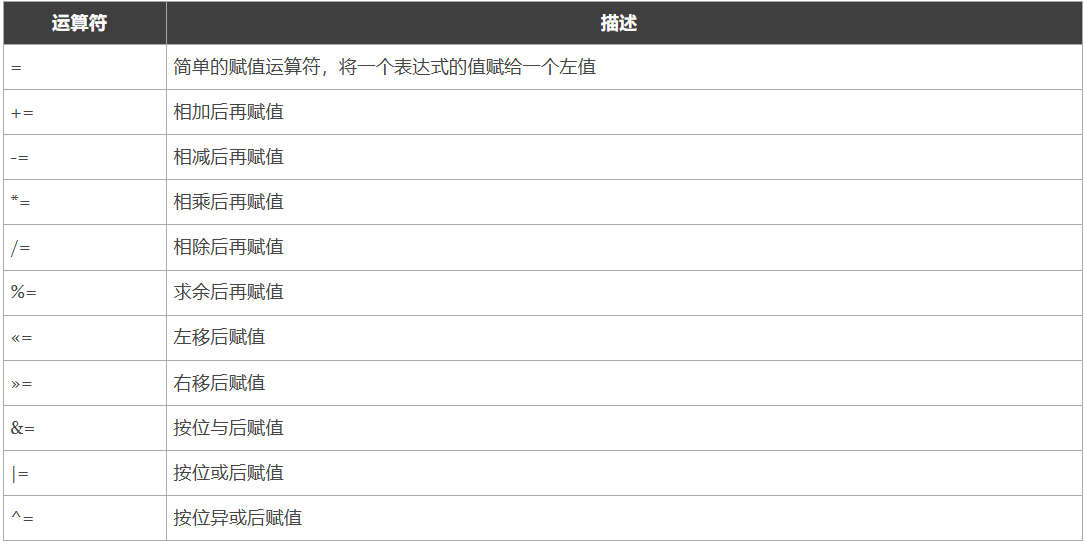 运算符 描述
= 简单的赋值运算符，将一个表达式的值赋给一个左值
+= 相加后再赋值
-= 相减后再赋值
*= 相乘后再赋值
/= 相除后再赋值
%= 求余后再赋值
«= 左移后赋值
»= 右移后赋值
&= 按位与后赋值
|= 按位或后赋值
^= 按位异或后赋值